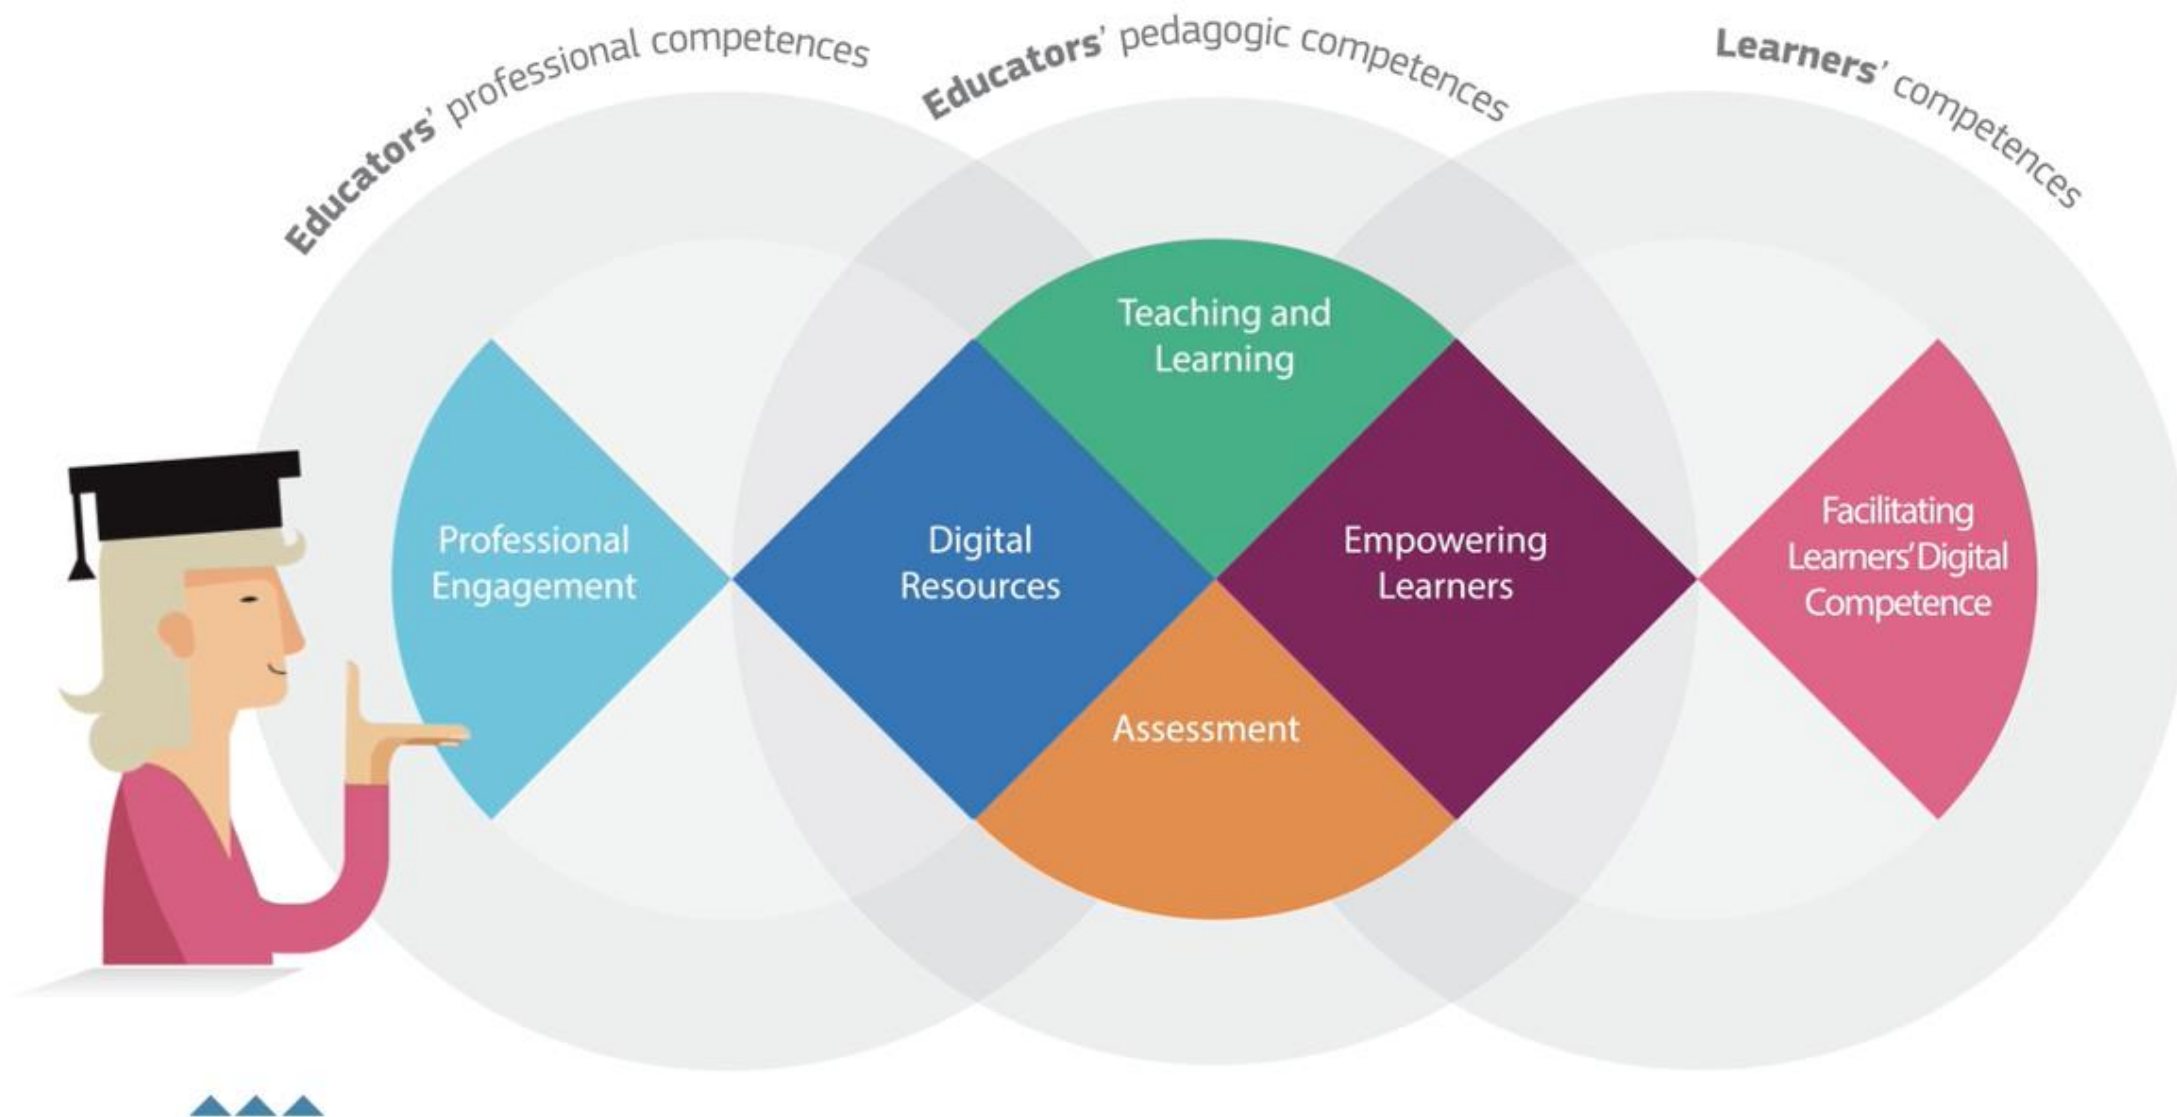 Educators' professional competences
Educators' pedagogic competences
Learners' competences
Professional
Engagement
Digital
Resources
Teaching and
Learning
Assessment
Empowering
Learners
Facilitating
Learners' Digital
Competence